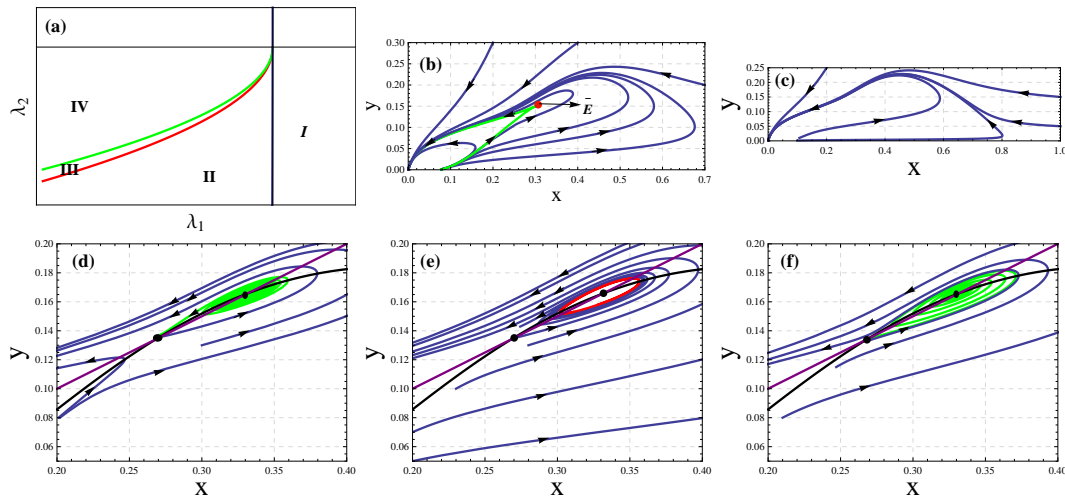 (a)
λ₂
IV
III
II
I
λ₁
(b)
y
0.30
0.25
0.20
0.15
0.10
0.05
0.00
0.0 0.1 0.2 0.3 0.4 0.5 0.6 0.7
x
Ē
(c)
y
0.25
0.20
0.15
0.10
0.05
0.00
0.0 0.2 0.4 0.6 0.8 1.0
x
(d)
y
0.20
0.18
0.16
0.14
0.12
0.10
0.08
0.06
0.20 0.25 0.30 0.35 0.40
x
(e)
y
0.20
0.18
0.16
0.14
0.12
0.10
0.08
0.06
0.20 0.25 0.30 0.35 0.40
x
(f)
y
0.20
0.18
0.16
0.14
0.12
0.10
0.08
0.06
0.20 0.25 0.30 0.35 0.40
x